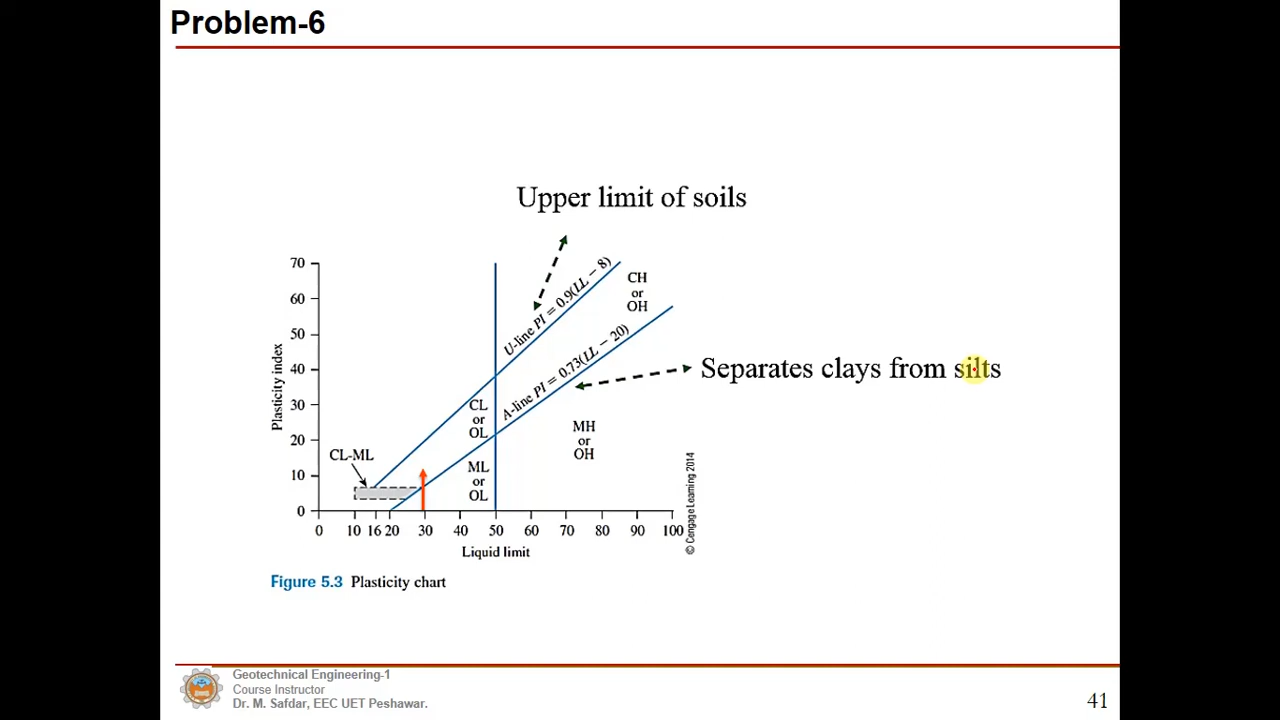 Problem-6
Upper limit of soils
70
60
50
40
30
20
10
0
Plasticity index
U-line PI = 0.9(LL − 8)
A-line PI = 0.73(LL − 20)
CH
or
OH
Separates clays from silts
CL
or
OL
MH
or
OH
CL-ML
ML
or
OL
0 10 16 20 30 40 50 60 70 80 90 100
Liquid limit
© Cengage Learning 2014
Figure 5.3 Plasticity chart
Geotechnical Engineering-1
Course Instructor
Dr. M. Safdar, EEC UET Peshawar.
41